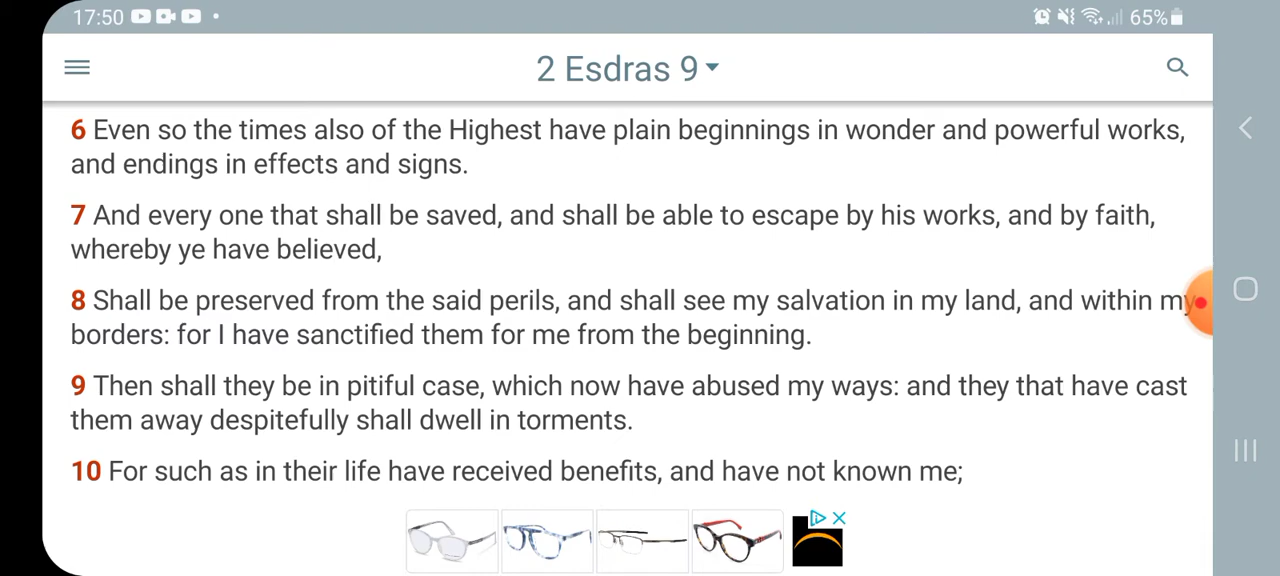 17:50
65%
2 Esdras 9
6 Even so the times also of the Highest have plain beginnings in wonder and powerful works,
and endings in effects and signs.
7 And every one that shall be saved, and shall be able to escape by his works, and by faith,
whereby ye have believed,
8 Shall be preserved from the said perils, and shall see my salvation in my land, and within my
borders: for I have sanctified them for me from the beginning.
9 Then shall they be in pitiful case, which now have abused my ways: and they that have cast
them away despitefully shall dwell in torments.
10 For such as in their life have received benefits, and have not known me;